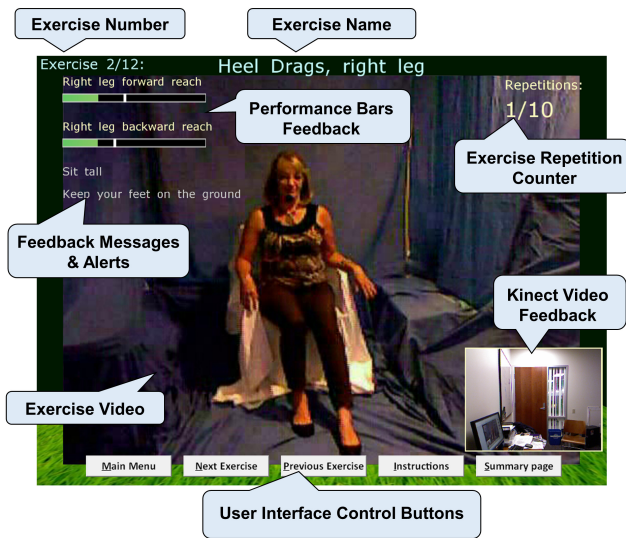 Exercise Number
Exercise Name
Exercise 2/12:
Heel Drags, right leg
Right leg forward reach
Repetitions:
1/10
Performance Bars
Feedback
Right leg backward reach
Exercise Repetition
Counter
Sit tall
Keep your feet on the ground
Feedback Messages
& Alerts
Kinect Video
Feedback
Exercise Video
Main Menu
Next Exercise
Previous Exercise
Instructions
Summary page
User Interface Control Buttons